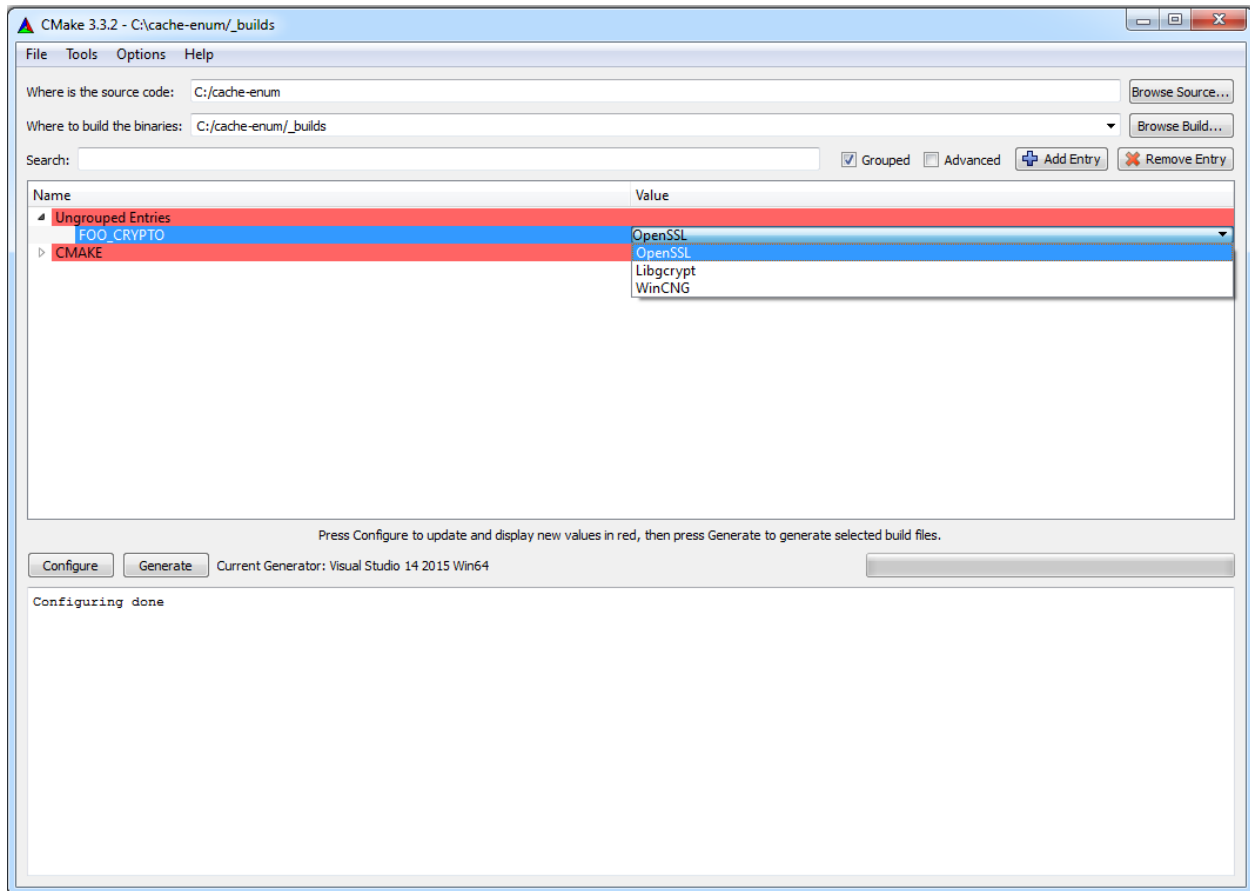 CMake 3.3.2 - C:\cache-enum/_builds
File Tools Options Help
Where is the source code: C:/cache-enum Browse Source...
Where to build the binaries: C:/cache-enum/_builds Browse Build...
Search: Grouped Advanced Add Entry Remove Entry
Name Value
Ungrouped Entries
FOO_CRYPTO OpenSSL
CMAKE OpenSSL
Libgcrypt
WinCNG
Press Configure to update and display new values in red, then press Generate to generate selected build files.
Configure Generate Current Generator: Visual Studio 14 2015 Win64
Configuring done